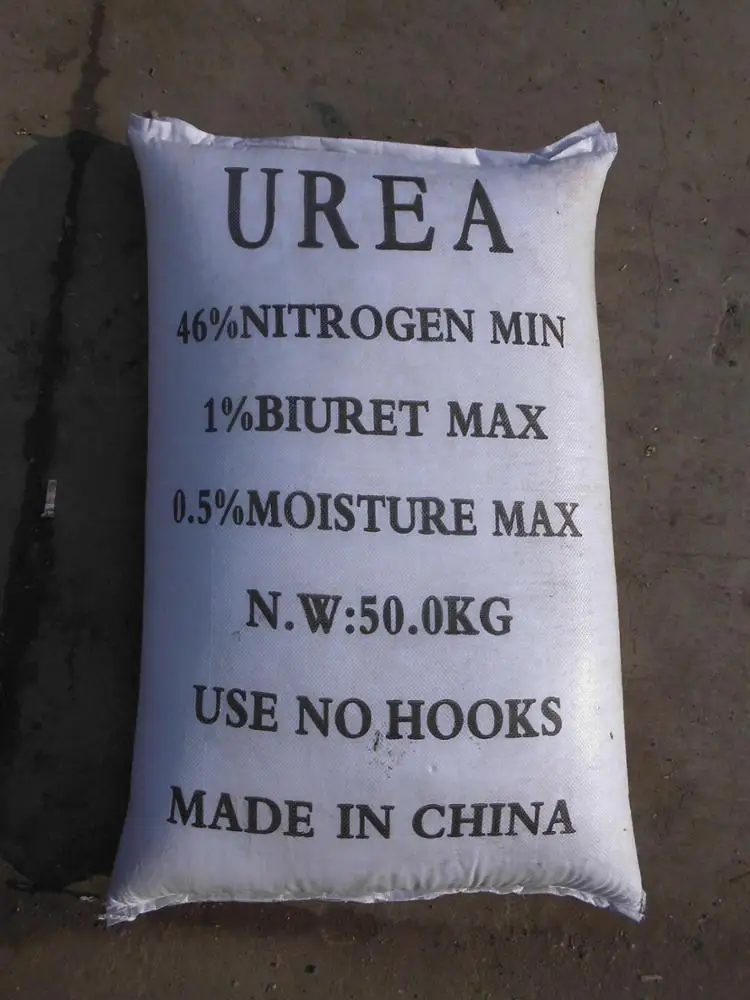 UREA
46%NITROGEN MIN
1%BIURET MAX
0.5%MOISTURE MAX
N.W:50.0KG
USE NO HOOKS
MADE IN CHINA